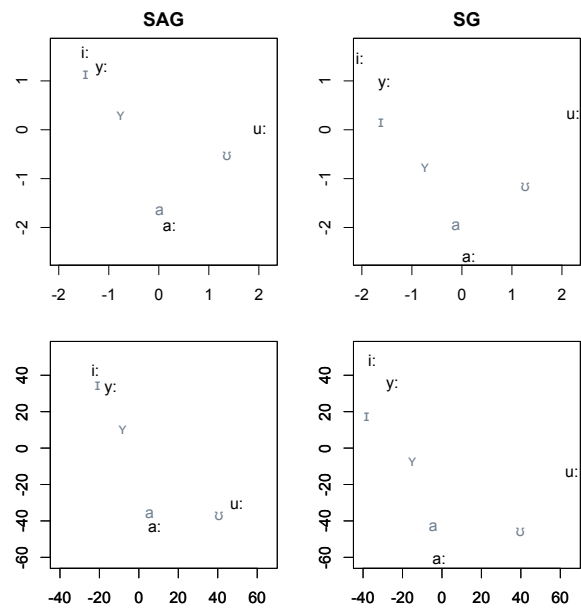 SAG SG
i: i:
y: y:
ɪ ɪ
ʏ ʏ
u: u:
ʊ ʊ
a a
a: a:
1 1
0 0
-1 -1
-2 -2
-2 -1 0 1 2 -2 -1 0 1 2
i: i:
ɪ y: y:
ɪ
ʏ ʏ
u: u:
a ʊ a ʊ
a: a:
40 40
20 20
0 0
-20 -20
-40 -40
-60 -60
-40 -20 0 20 40 60 -40 -20 0 20 40 60